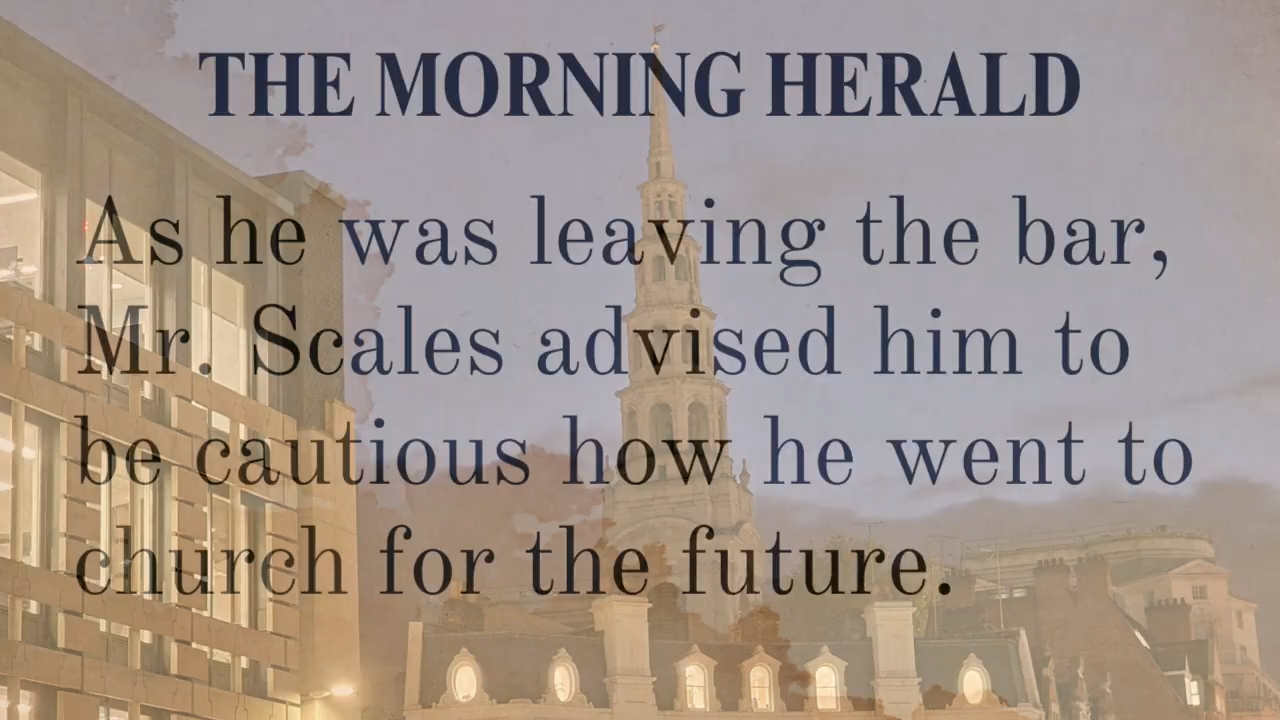 THE MORNING HERALD
As he was leaving the bar,
Mr. Scales advised him to
be cautious how he went to
church for the future.